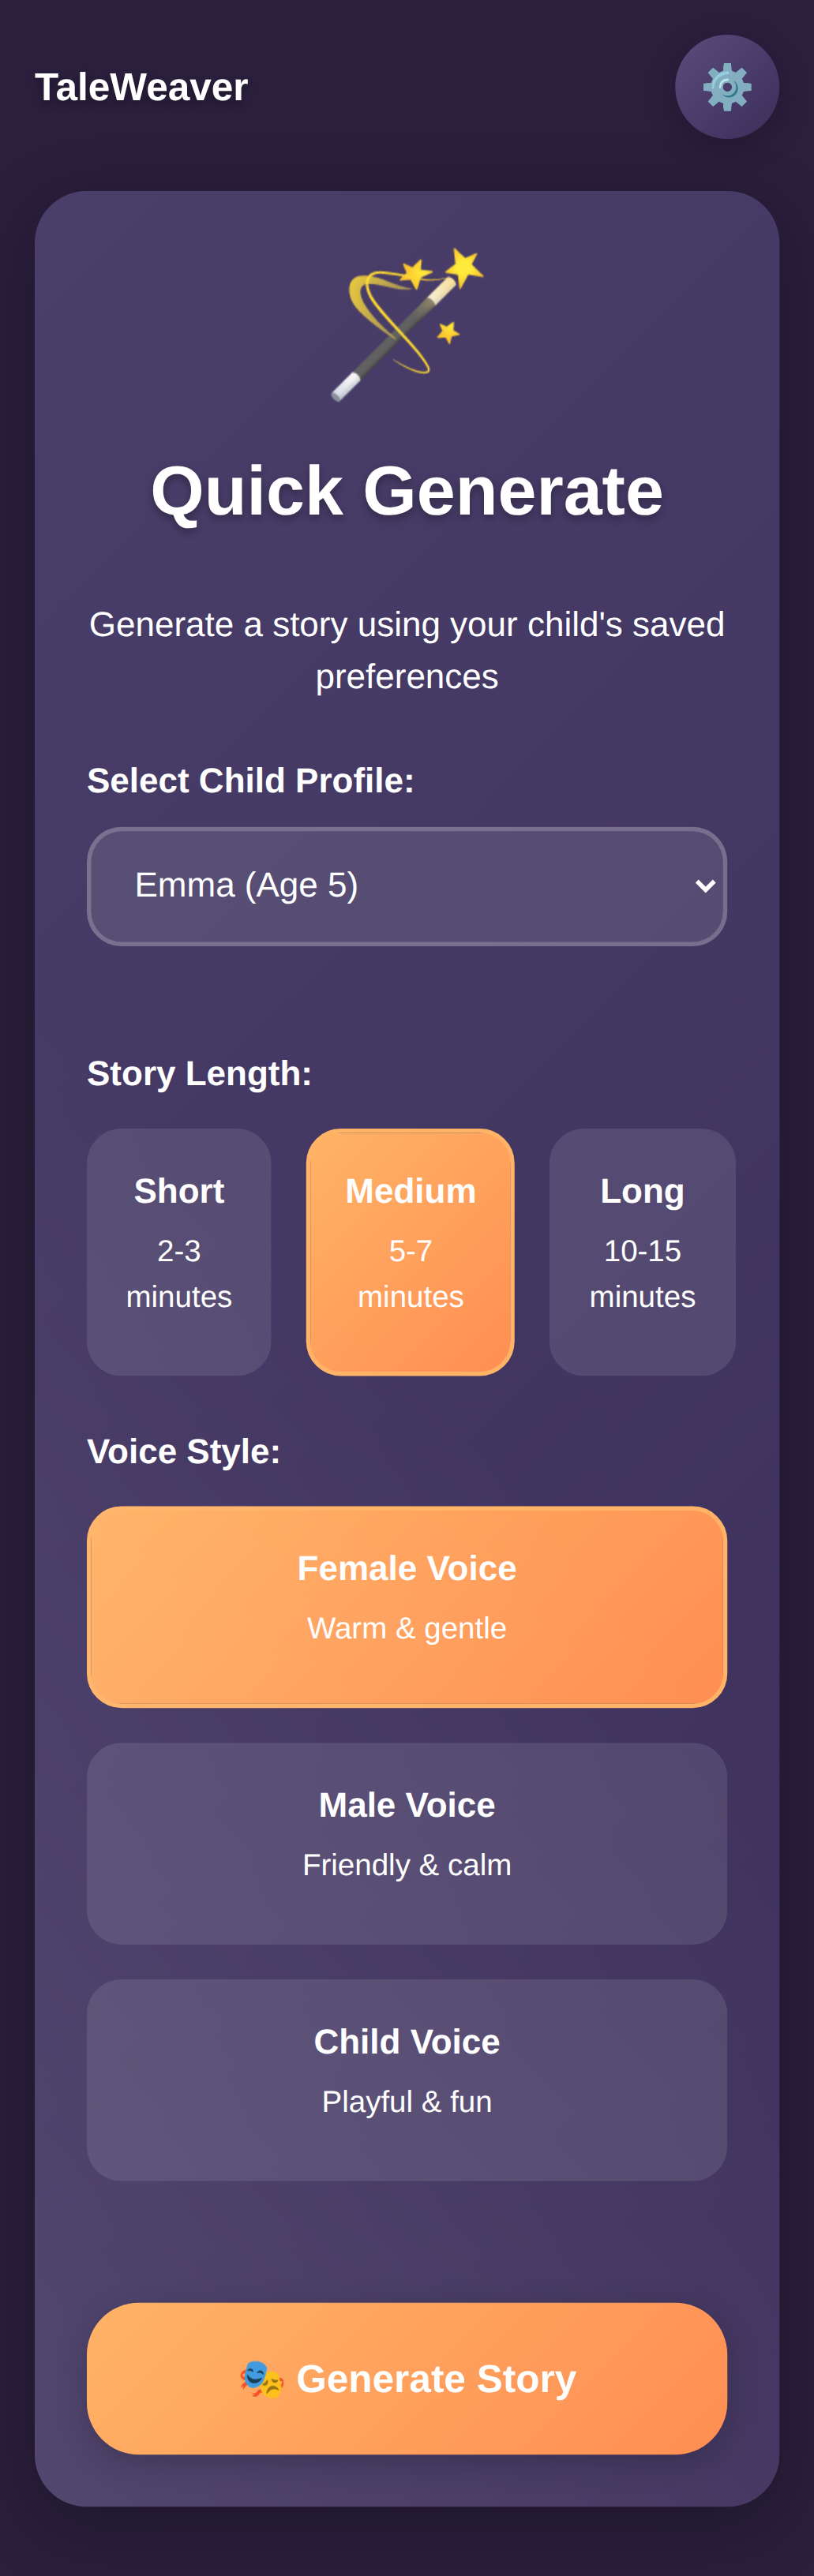 TaleWeaver
Quick Generate
Generate a story using your child's saved
preferences
Select Child Profile:
Emma (Age 5)
Story Length:
Short
2-3
minutes
Medium
5-7
minutes
Long
10-15
minutes
Voice Style:
Female Voice
Warm & gentle
Male Voice
Friendly & calm
Child Voice
Playful & fun
🎭 Generate Story